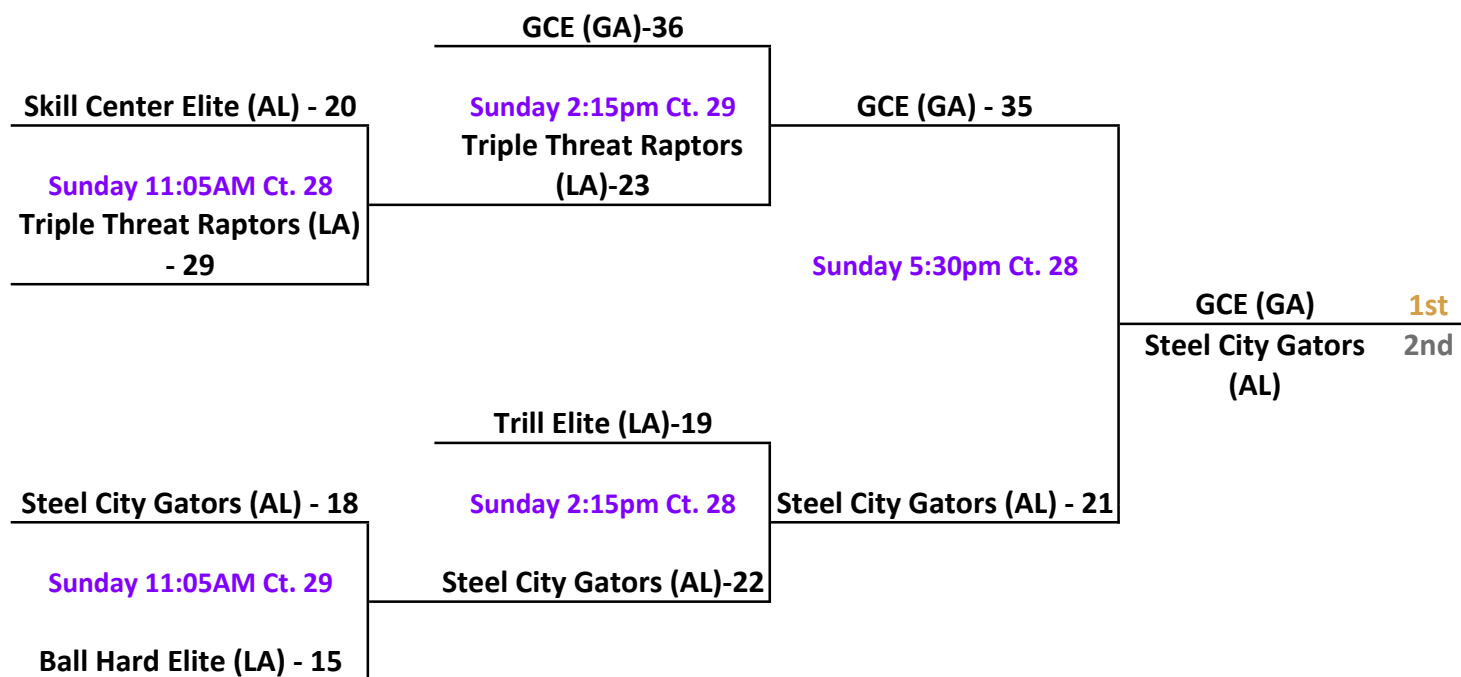 GCE (GA)-36
Skill Center Elite (AL) - 20
Sunday 2:15pm Ct. 29
GCE (GA) - 35
Triple Threat Raptors
(LA)-23
Sunday 11:05AM Ct. 28
Triple Threat Raptors (LA)
- 29
Sunday 5:30pm Ct. 28
GCE (GA) 1st
Steel City Gators 2nd
(AL)
Trill Elite (LA)-19
Steel City Gators (AL) - 18
Sunday 2:15pm Ct. 28
Steel City Gators (AL) - 21
Sunday 11:05AM Ct. 29
Steel City Gators (AL)-22
Ball Hard Elite (LA) - 15